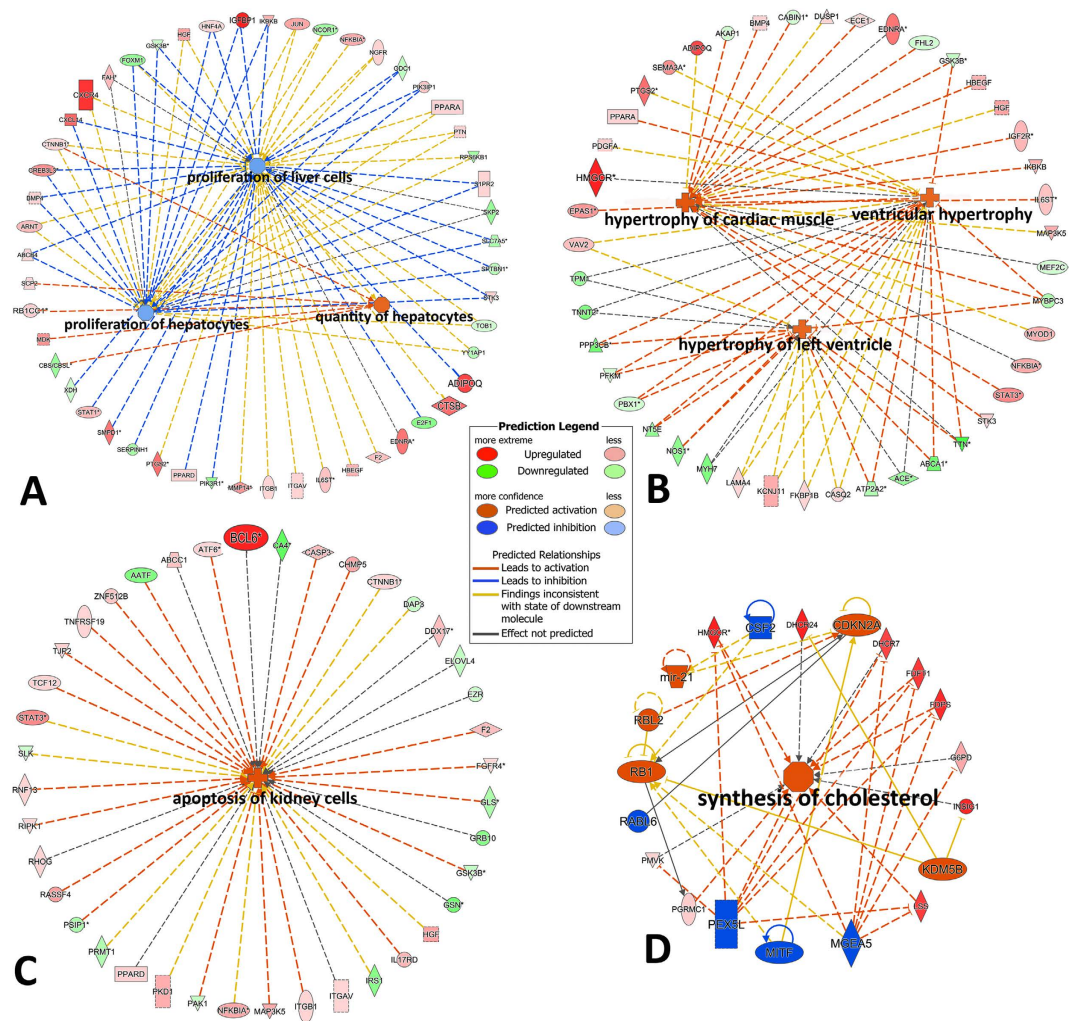 HNF4A
IGFBP1
IKBKB
JUN
NCOR1*
NFKBIA*
NGFR
HGF
GSK3B*
FOXM1
FAH*
CXCR4
CTNNB1*
CREB3L3*
BMP4
ARNT
ABCB4
SCP2
RB1CC1*
MDK
CBS/CBSL*
XDH
STAT1*
SMPD1*
SERPINH1
PTGS2*
PPARD
PIK3R1*
MMP14*
ITGB1
ITGAV
IL6ST*
HBEGF
F2
EDNRA*
E2F1
CTSB
ADIPOQ
YY1AP1
TOB1
STK3
SPTBN1*
SLC7A5*
SKP2
S1PR2
RPS6KB1
PTN
PPARA
PIK3IP1
proliferation of liver cells
proliferation of hepatocytes
quantity of hepatocytes
A
BMP4
CABIN1*
DUSP1
ECE1
EDNRA*
FHL2
GSK3B*
HBEGF
HGF
IGF2R*
IKBKB
IL6ST*
MAP3K5
MEF2C
MYBPC3
MYOD1
NFKBIA*
STAT3*
STK3
TTN*
ABCA1*
ACE*
ATP2A2*
CASQ2
FKBP1B
KCNJ11
LAMA4
MYH7
NOS1*
NT5E
PBX1*
PFKM
PPP3CB*
TNNT2*
TPM1
VAV2
EPAS1*
HMGCR*
PDGFA
PPARA
PTGS2*
SEMA3A*
ADIPOQ
AKAP1
hypertrophy of cardiac muscle
ventricular hypertrophy
hypertrophy of left ventricle
B
Prediction Legend
more extreme less
Upregulated
Downregulated
more confidence less
Predicted activation
Predicted inhibition
Predicted Relationships
Leads to activation
Leads to inhibition
Findings inconsistent
with state of downstream
molecule
Effect not predicted
BCL6*
CA4*
CASP3
CHMP5
CTNNB1*
DAP3
DDX17*
ELOVL4
EZR
F2
FGFR4*
GLS*
GRB10
GSK3B*
GSN*
HGF
IL17RD
IRS1
ITGAV
ITGB1
MAP3K5
NFKBIA*
PAK1
PKD1
PPARD
PRMT1
PSIP1*
RASSF4
RHOG
RIPK1
RNF13
SLK
STAT3*
TCF12
TJP2
TNFRSF19
ZNF512B
AATF
ABCC1
ATF6*
apoptosis of kidney cells
C
HMGCR*
CSF2
DHCR24
CDKN2A
DHCR7
FDPS
G6PD
INSIG1
KDM5B
LSS
MGEA5
MITF
PEX5L
PGRMC1
PMVK
RABL6
RB1
RBL2
mir-21
synthesis of cholesterol
D